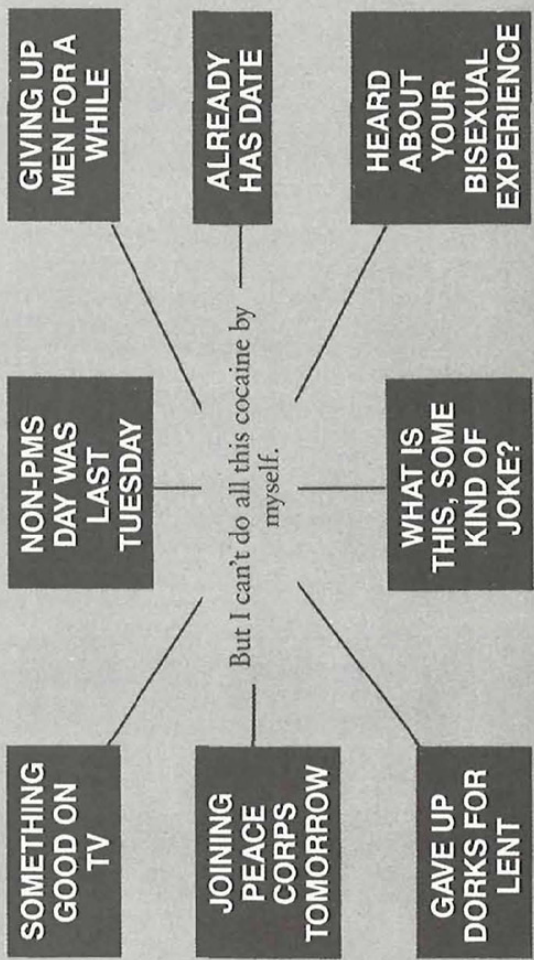 SOMETHING
GOOD ON
TV
NON-PMS
DAY WAS
LAST
TUESDAY
GIVING UP
MEN FOR A
WHILE
JOINING
PEACE
CORPS
TOMORROW
But I can't do all this cocaine by
myself.
ALREADY
HAS DATE
GAVE UP
DORKS FOR
LENT
WHAT IS
THIS, SOME
KIND OF
JOKE?
HEARD
ABOUT
YOUR
BISEXUAL
EXPERIENCE